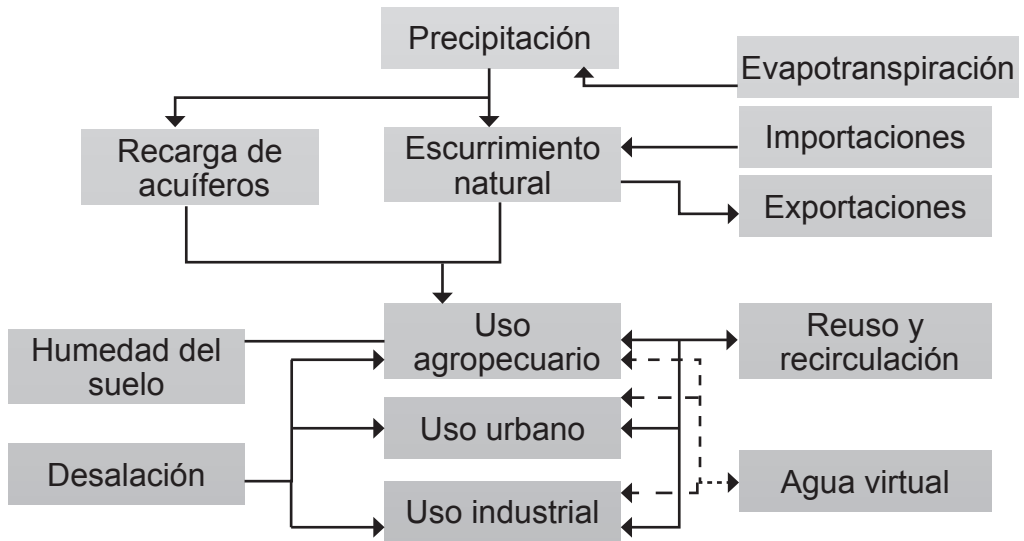 Precipitación
Evapotranspiración
Recarga de
acuíferos
Escurrimiento
natural
Importaciones
Exportaciones
Humedad del
suelo
Uso
agropecuario
Reuso y
recirculación
Desalación
Uso urbano
Uso industrial
Agua virtual